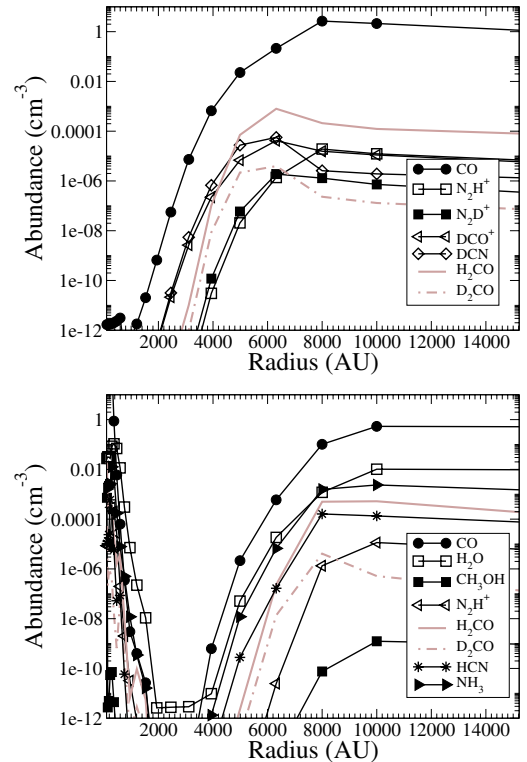 Abundance (cm⁻³)
1
0.01
0.0001
1e-06
1e-08
1e-10
1e-12
CO
N₂H⁺
N₂D⁺
DCO⁺
DCN
H₂CO
D₂CO
2000 4000 6000 8000 10000 12000 14000
Radius (AU)
Abundance (cm⁻³)
1
0.01
0.0001
1e-06
1e-08
1e-10
1e-12
CO
H₂O
CH₃OH
N₂H⁺
H₂CO
D₂CO
HCN
NH₃
2000 4000 6000 8000 10000 12000 14000
Radius (AU)